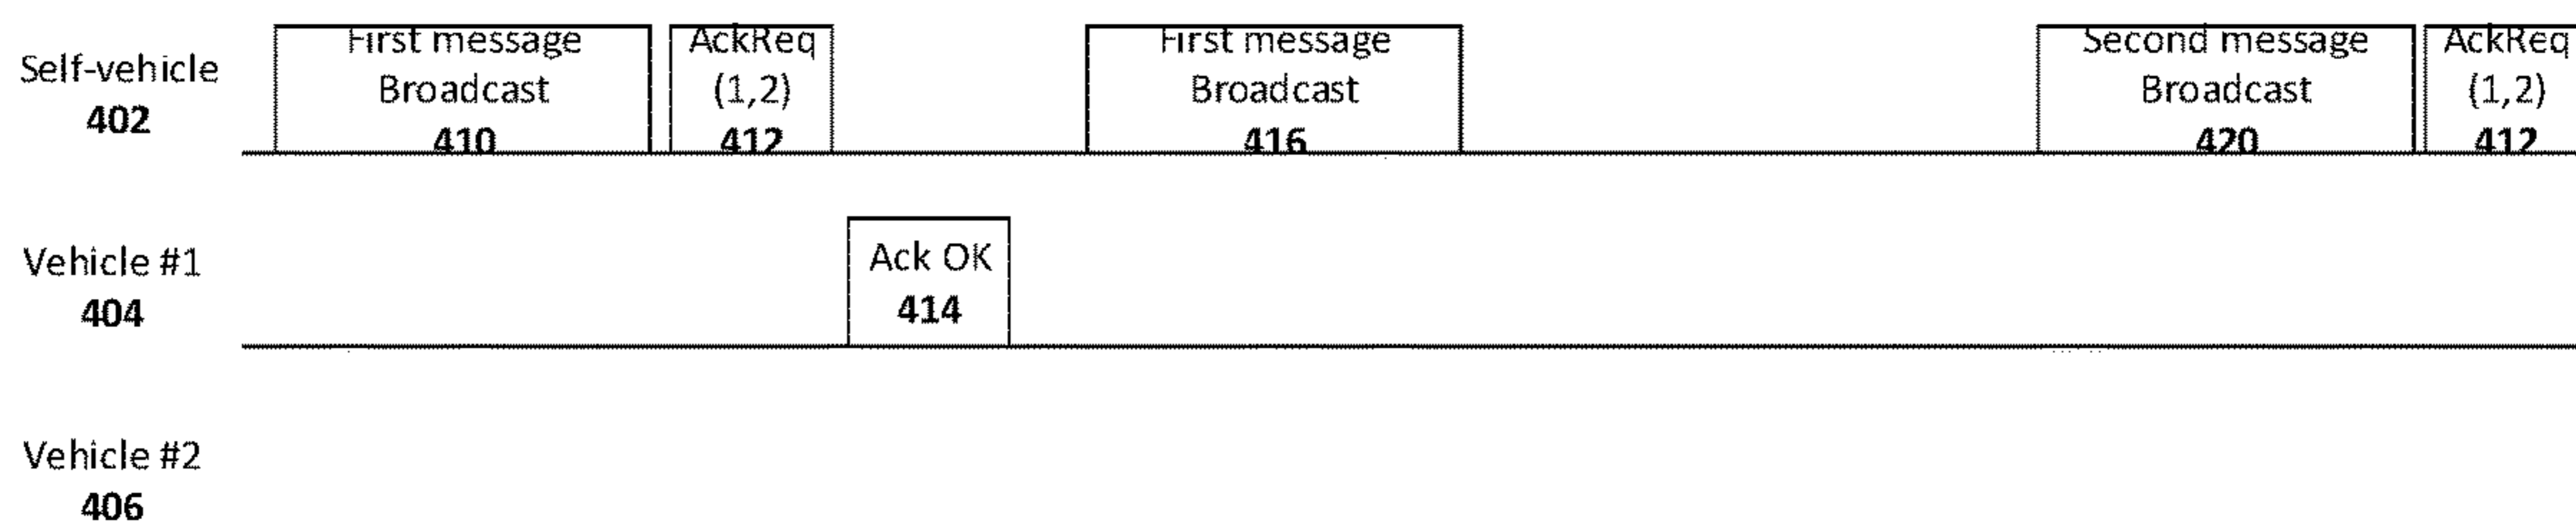 Self-vehicle
402
First message
Broadcast
410
AckReq
(1,2)
412
First message
Broadcast
416
Second message
Broadcast
420
AckReq
(1,2)
412
Vehicle #1
404
Ack OK
414
Vehicle #2
406